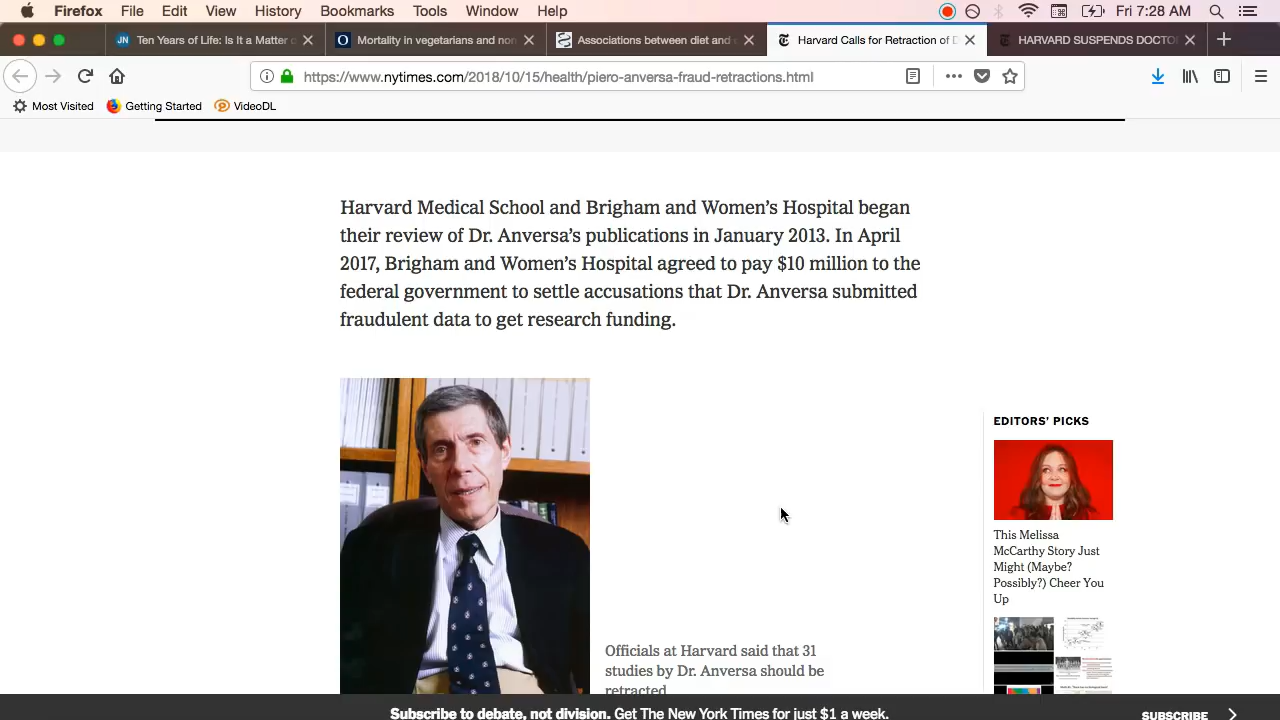 Firefox File Edit View History Bookmarks Tools Window Help Fri 7:28 AM
JN Ten Years of Life: Is It a Matter o
O Mortality in vegetarians and non
Associations between diet and c
Harvard Calls for Retraction of D
HARVARD SUSPENDS DOCTO
https://www.nytimes.com/2018/10/15/health/piero-anversa-fraud-retractions.html
Most Visited Getting Started VideoDL
Harvard Medical School and Brigham and Women’s Hospital began
their review of Dr. Anversa’s publications in January 2013. In April
2017, Brigham and Women’s Hospital agreed to pay $10 million to the
federal government to settle accusations that Dr. Anversa submitted
fraudulent data to get research funding.
EDITORS’ PICKS
This Melissa
McCarthy Story Just
Might (Maybe?
Possibly?) Cheer You
Up
Officials at Harvard said that 31
studies by Dr. Anversa should be
retracted
Subscribe to debate, not division. Get The New York Times for just $1 a week.
SUBSCRIBE